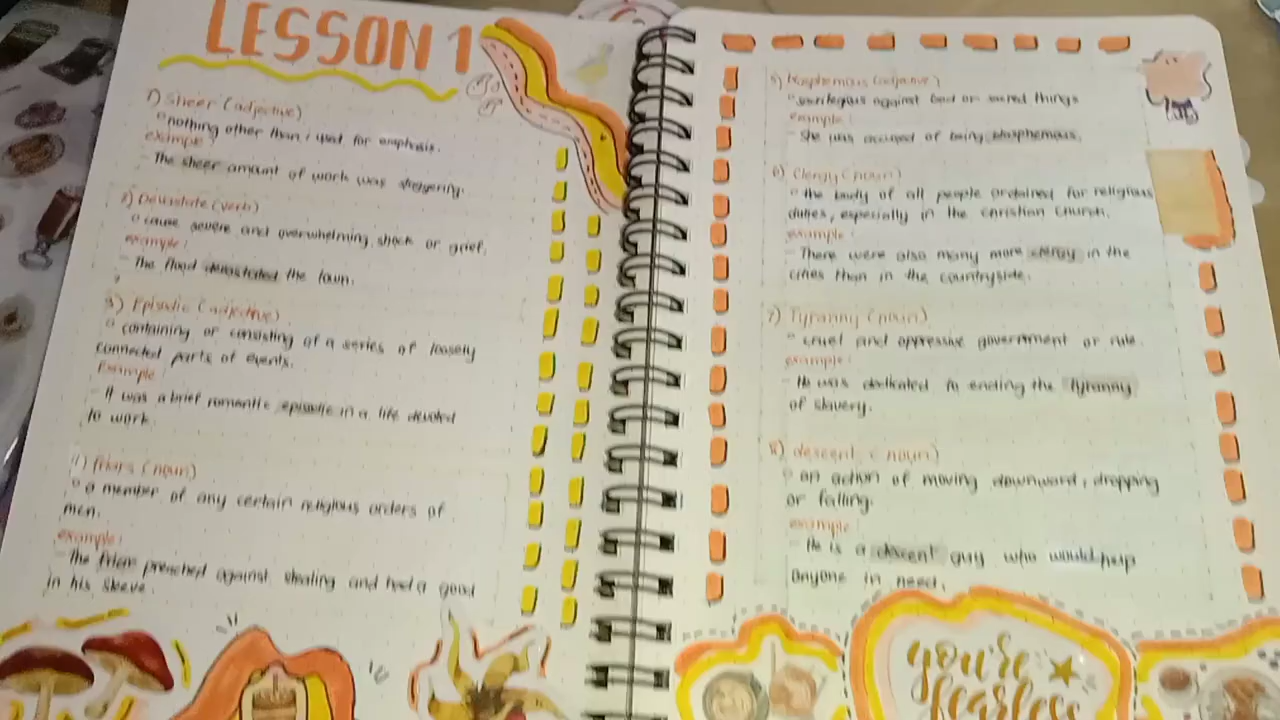 LESSON 1
1) Sheer (adjective)
nothing other than; used for emphasis.
example:
- The sheer amount of work was staggering.
2) Devastate (verb)
cause severe and overwhelming shock or grief.
example:
- The flood devastated the town.
3) Episodic (adjective)
containing or consisting of a series of loosely
connected parts of events.
Example:
- It was a brief romantic episodic in a life devoted
to work.
4) friars (noun)
a member of any certain religious orders of
men.
example:
- The friar preached against stealing and had a good
in his sleeve.
5) blasphemous (adjective)
sacrilegious against God or sacred things
example:
- She was accused of being blasphemous.
6) Clergy (noun)
the body of all people ordained for religious
duties, especially in the Christian Church.
example:
- There were also many more clergy in the
cities than in the countryside.
7) Tyranny (noun)
cruel and oppressive government or rule.
example:
- He was dedicated to ending the tyranny
of slavery.
8) descent (noun)
an action of moving downward, dropping
or falling.
example:
- He is a descent guy who would help
anyone in need.
you're
fearless